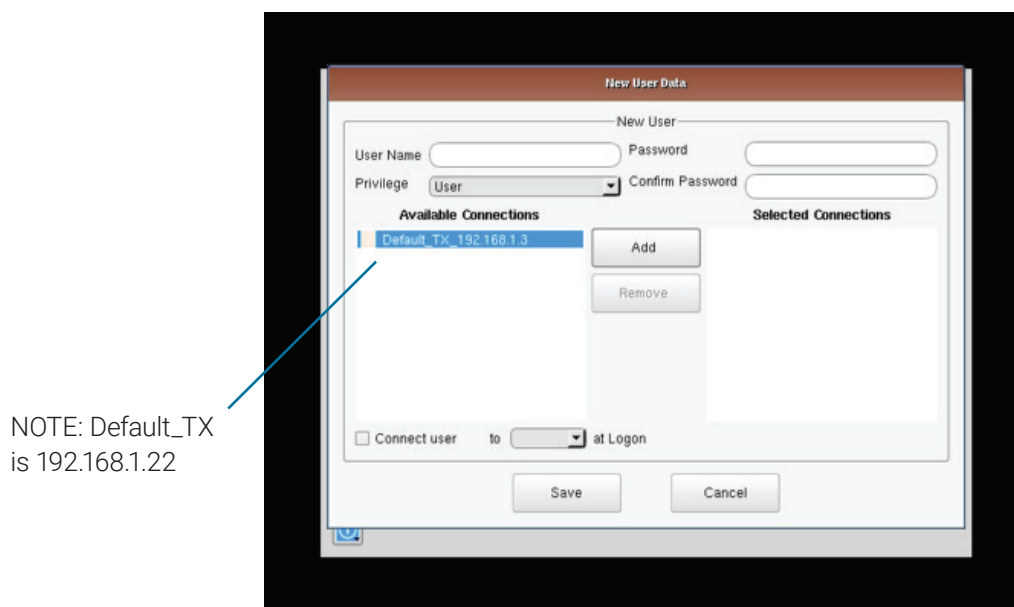 New User Data
New User
User Name
Password
Privilege
User
Confirm Password
Available Connections
Selected Connections
Default_TX_192.168.1.3
Add
Remove
NOTE: Default_TX
is 192.168.1.22
Connect user to at Logon
Save
Cancel